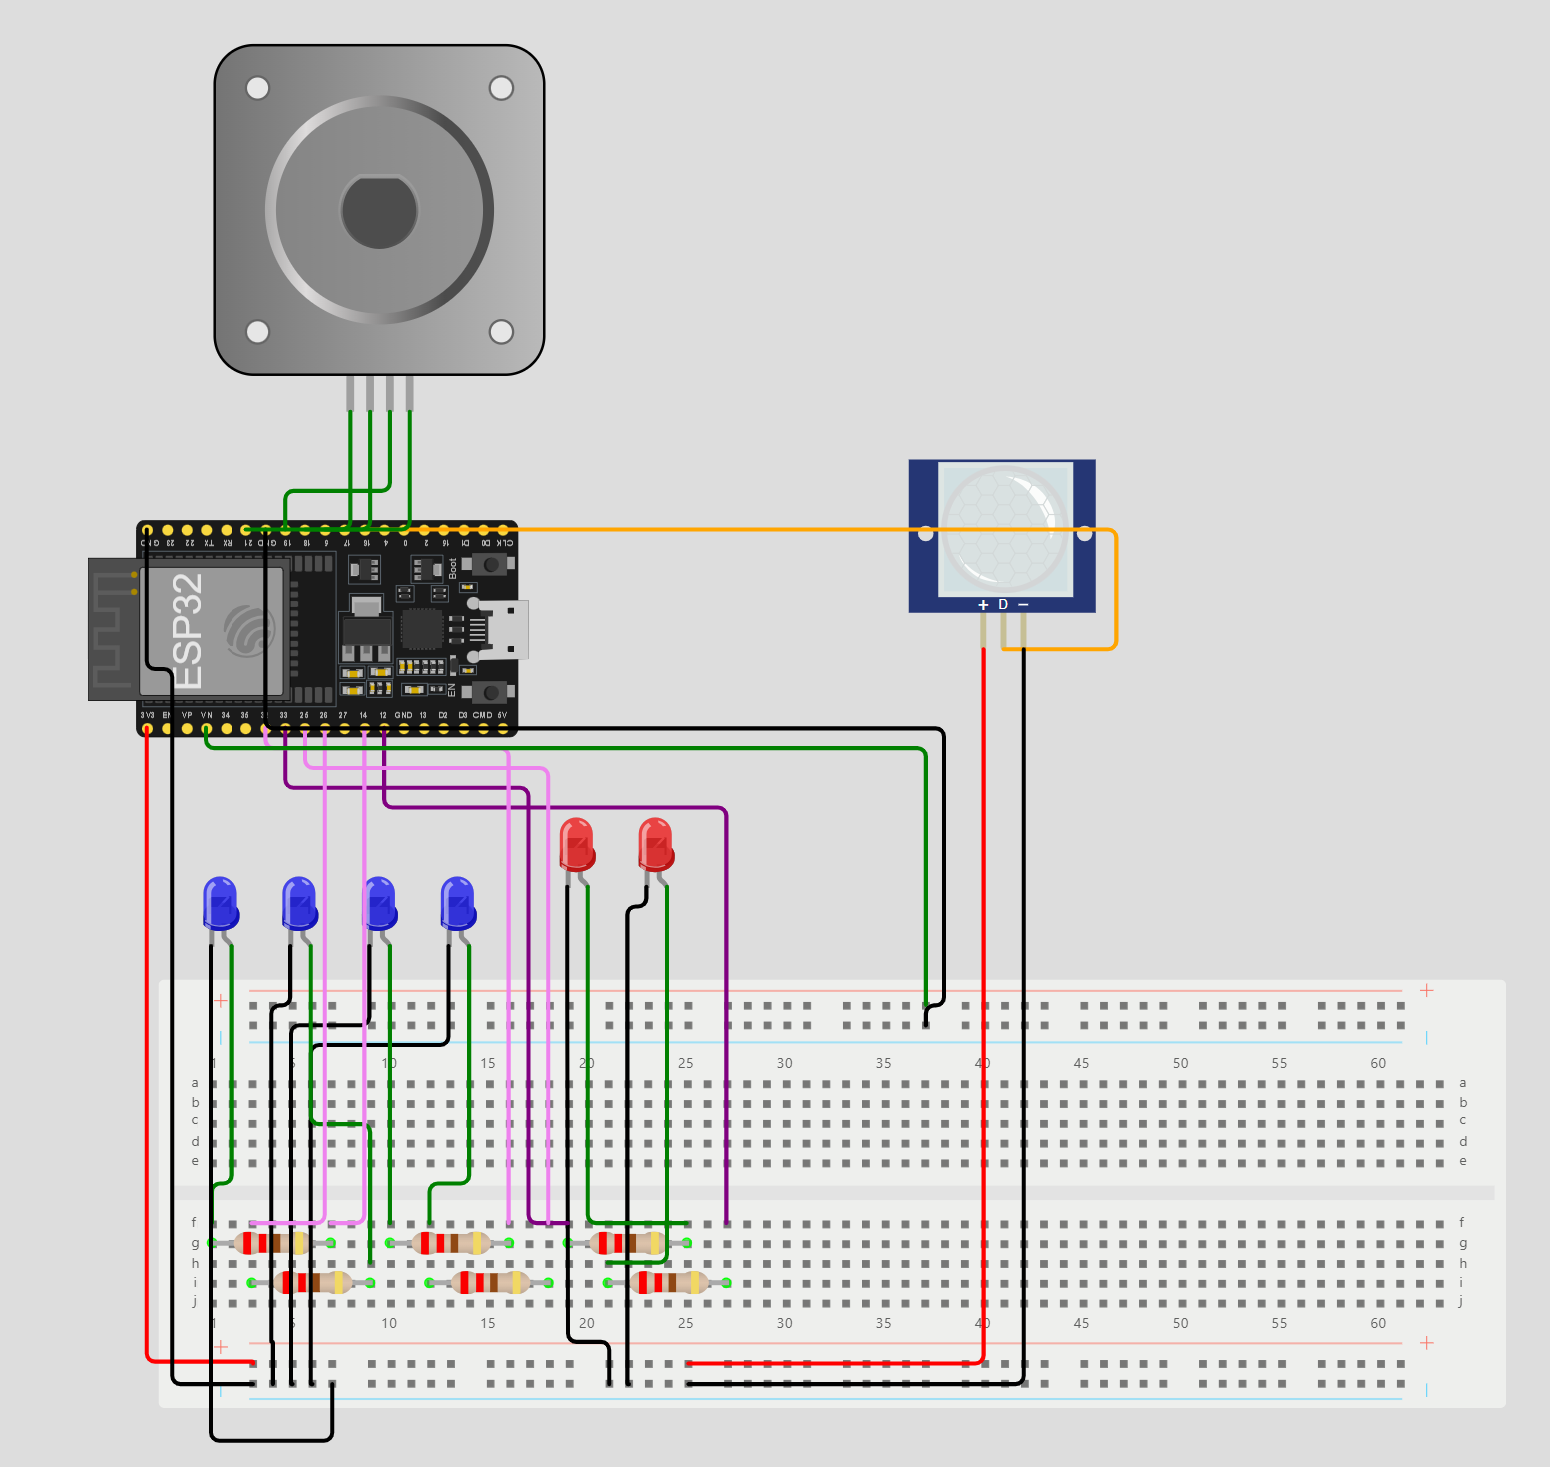 GND 23 22 TX RX 21 GND 19 18 5 17 16 4 0 2 15 D1 D0 CLK
Boot
ESP32
EN
3V3 EN VP VN 34 35 32 33 25 26 27 14 12 GND 13 D2 D3 CMD 5V
+ D −
+ +
1 5 10 15 20 25 30 35 40 45 50 55 60
a a
b b
c c
d d
e e
f f
g g
h h
i i
j j
1 5 10 15 20 25 30 35 40 45 50 55 60
+ +